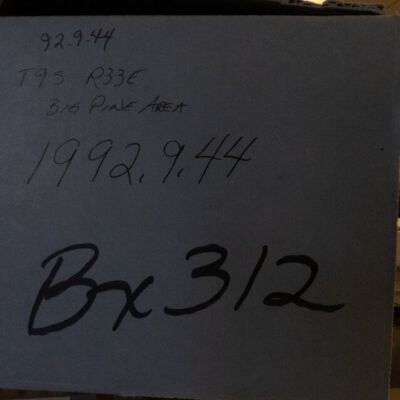 92.9.44
T9S R33E
BIG PINE AREA
1992.9.44
Bx 312